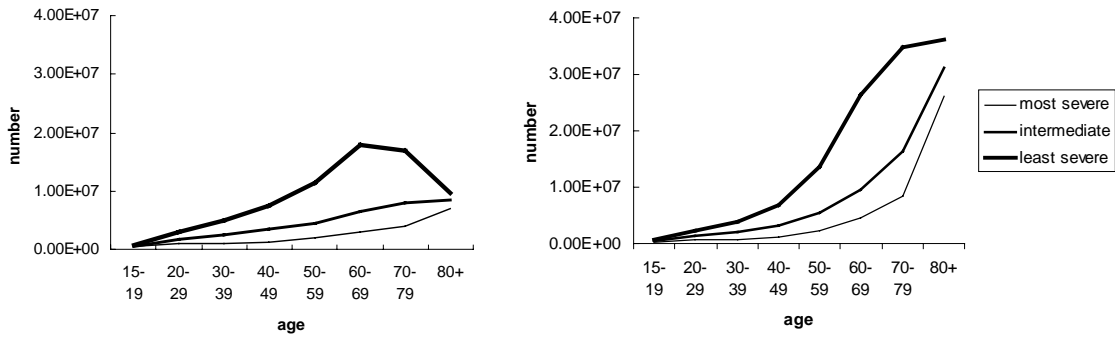 4.00E+07
3.00E+07
2.00E+07
1.00E+07
0.00E+00
number
15-19 20-29 30-39 40-49 50-59 60-69 70-79 80+
age
4.00E+07
3.00E+07
2.00E+07
1.00E+07
0.00E+00
number
15-19 20-29 30-39 40-49 50-59 60-69 70-79 80+
age
most severe
intermediate
least severe